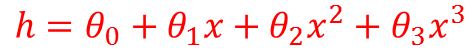 h = θ₀ + θ₁x + θ₂x² + θ₃x³